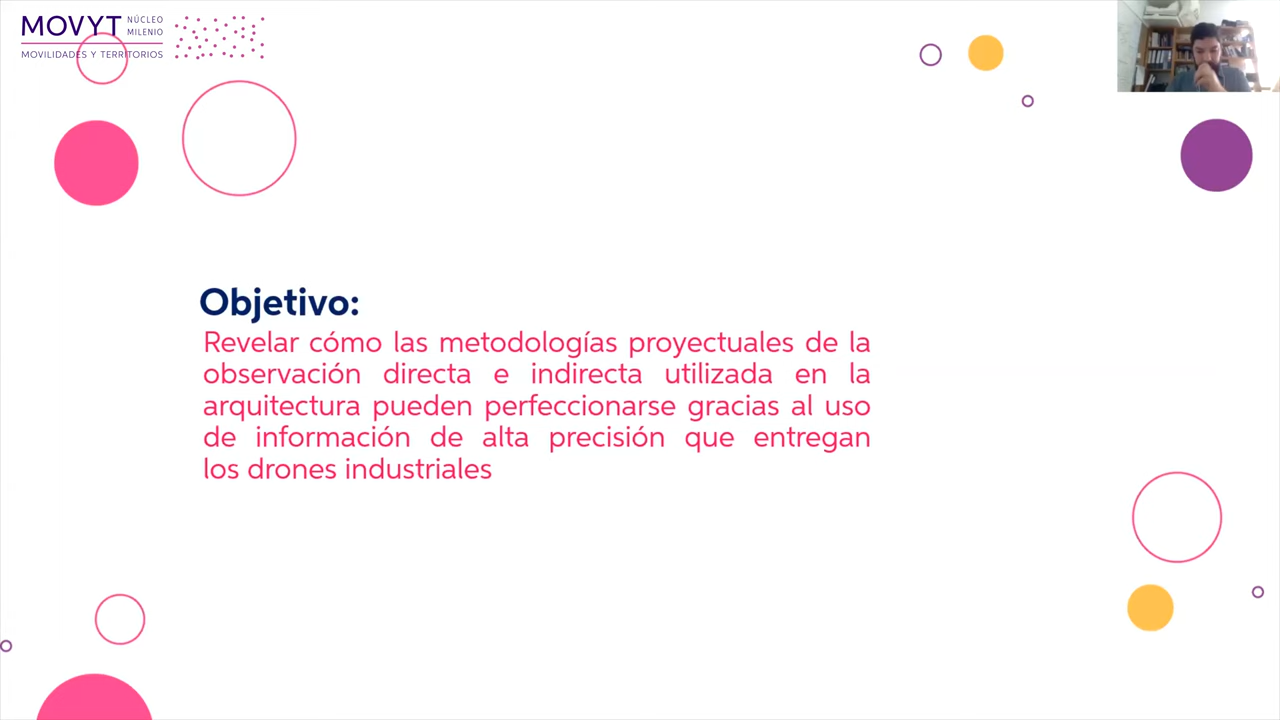 MOVYT NÚCLEO
MILENIO
MOVILIDADES Y TERRITORIOS
Objetivo:
Revelar cómo las metodologías proyectuales de la
observación directa e indirecta utilizada en la
arquitectura pueden perfeccionarse gracias al uso
de información de alta precisión que entregan
los drones industriales